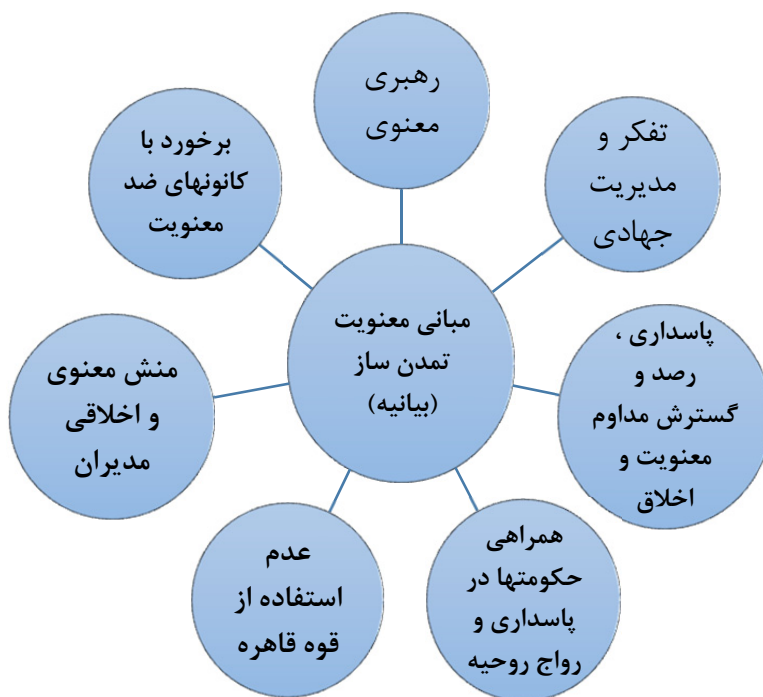 رهبری
معنوی
تفکر و
مدیریت
جهادی
پاسداری ،
رصد و
گسترش مداوم
معنویت و
اخلاق
همراهی
حکومتها در
پاسداری و
رواج روحیه
عدم
استفاده از
قوه قاهره
منش معنوی
و اخلاقی
مدیران
برخورد با
کانونهای ضد
معنویت
مبانی معنویت
تمدن ساز
(بیانیه)